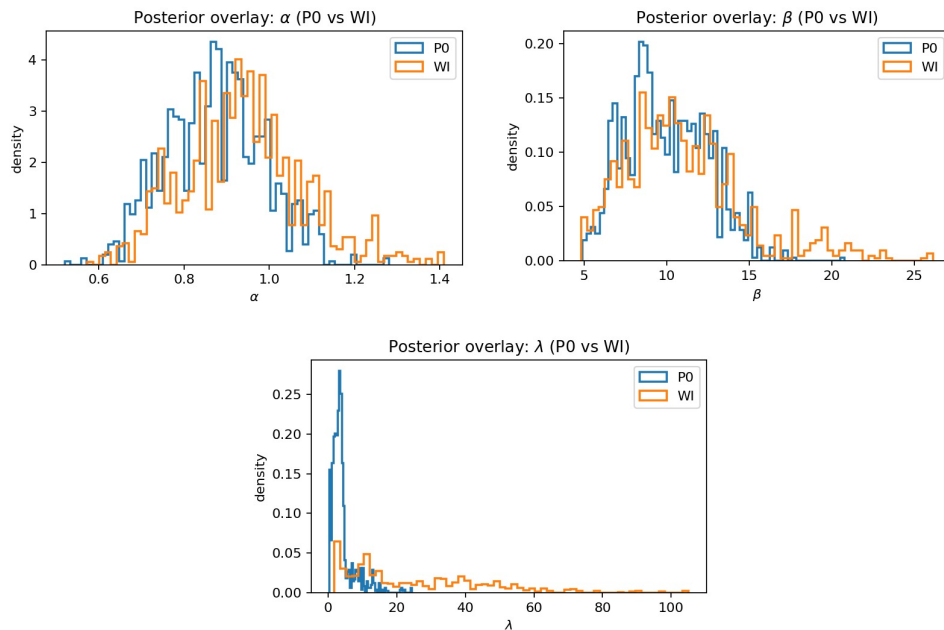 Posterior overlay: α (P0 vs WI)
density
4
3
2
1
0
0.6 0.8 1.0 1.2 1.4
α
P0
WI
Posterior overlay: β (P0 vs WI)
density
0.20
0.15
0.10
0.05
0.00
5 10 15 20 25
β
P0
WI
Posterior overlay: λ (P0 vs WI)
density
0.25
0.20
0.15
0.10
0.05
0.00
0 20 40 60 80 100
λ
P0
WI